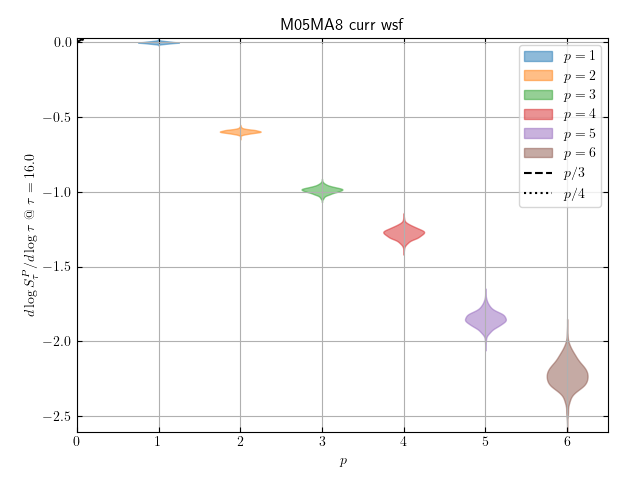 M05MA8 curr wsf
d log S_τ^P / d log τ @ τ = 16.0
0.0
−0.5
−1.0
−1.5
−2.0
−2.5
0 1 2 3 4 5 6
p
p = 1
p = 2
p = 3
p = 4
p = 5
p = 6
p/3
p/4